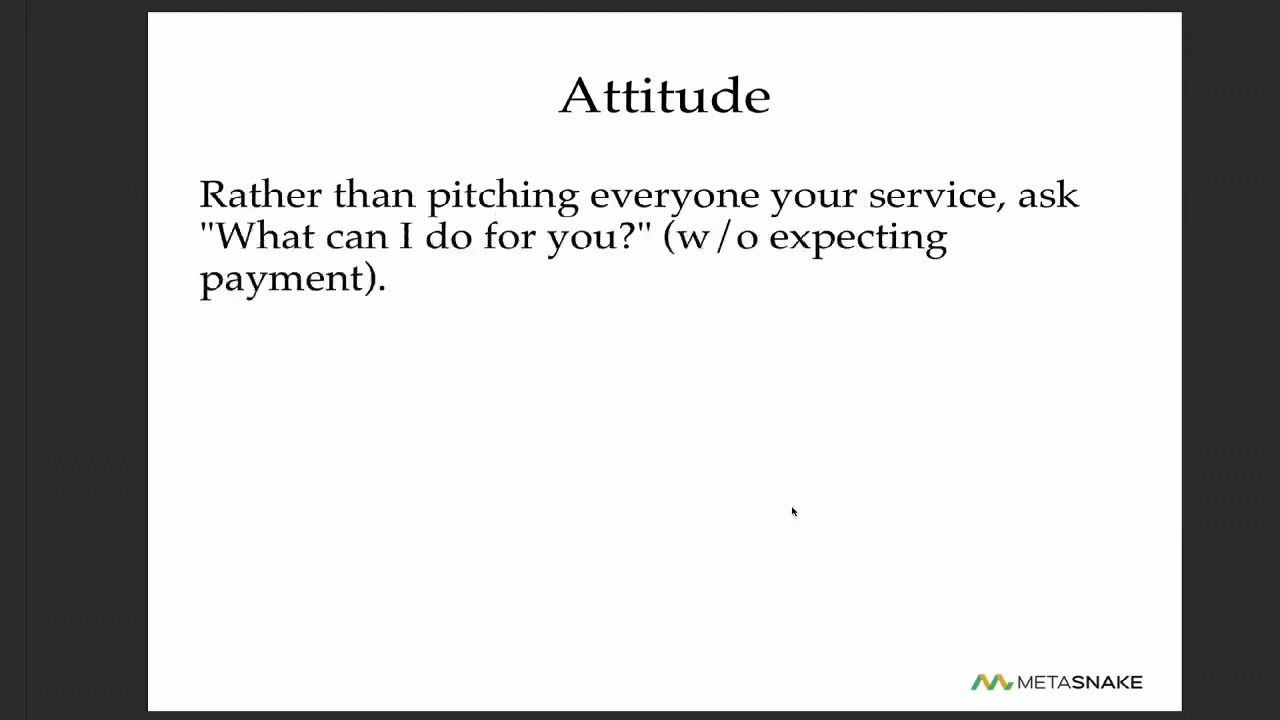 Attitude
Rather than pitching everyone your service, ask
"What can I do for you?" (w/o expecting
payment).
METASNAKE